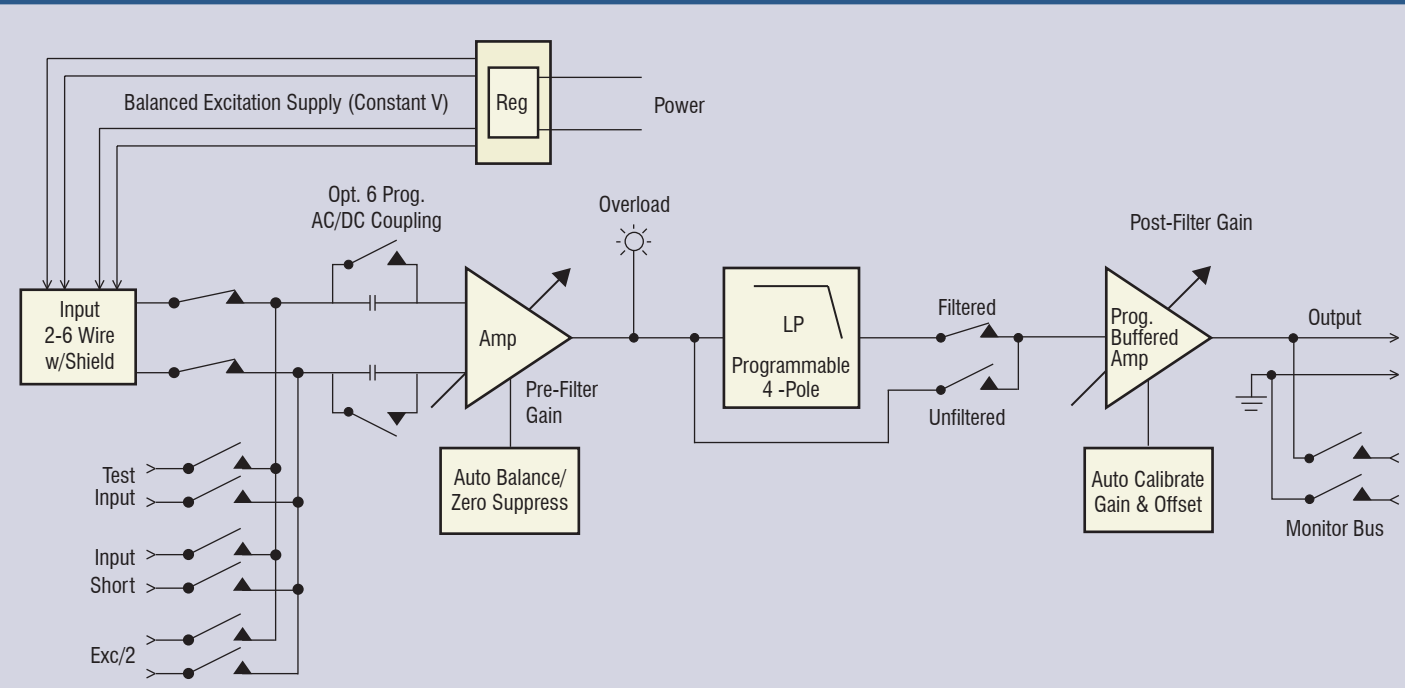 Balanced Excitation Supply (Constant V)
Reg
Power
Opt. 6 Prog.
AC/DC Coupling
Overload
Post-Filter Gain
Input
2-6 Wire
w/Shield
Amp
Pre-Filter
Gain
LP
Programmable
4 -Pole
Filtered
Unfiltered
Prog.
Buffered
Amp
Output
Auto Balance/
Zero Suppress
Auto Calibrate
Gain & Offset
Monitor Bus
Test
Input
Input
Short
Exc/2